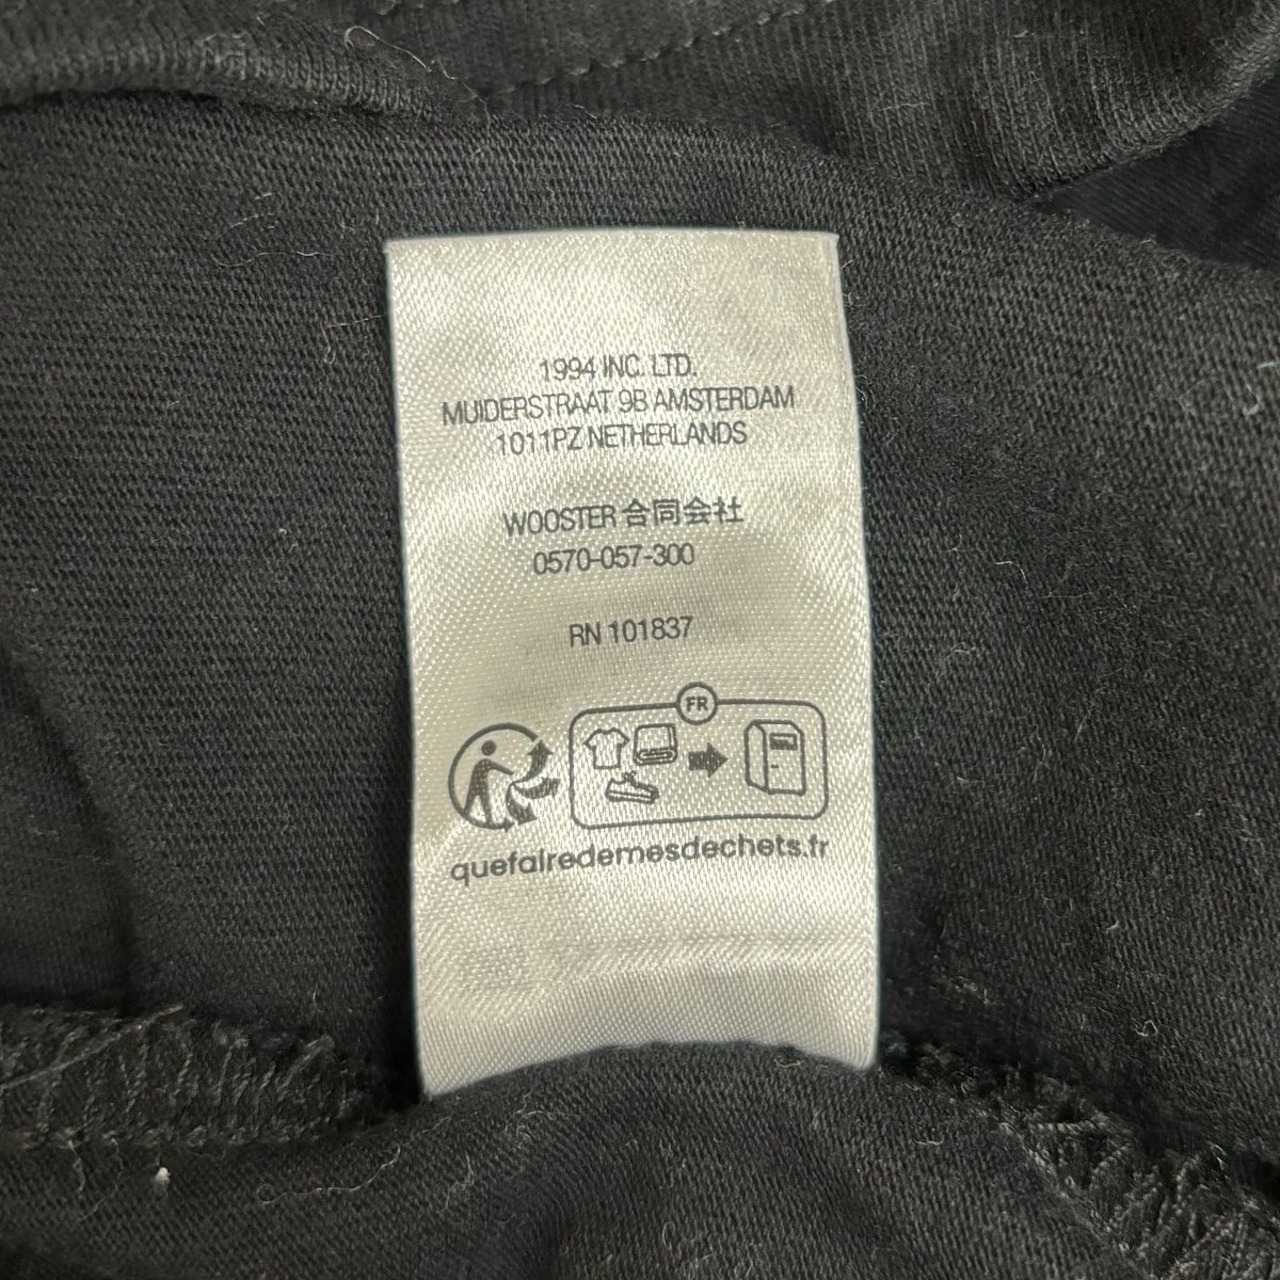 1994 INC. LTD.
MUIDERSTRAAT 9B AMSTERDAM
1011PZ NETHERLANDS
WOOSTER 合同会社
0570-057-300
RN 101837
FR
quefairedemesdechets.fr